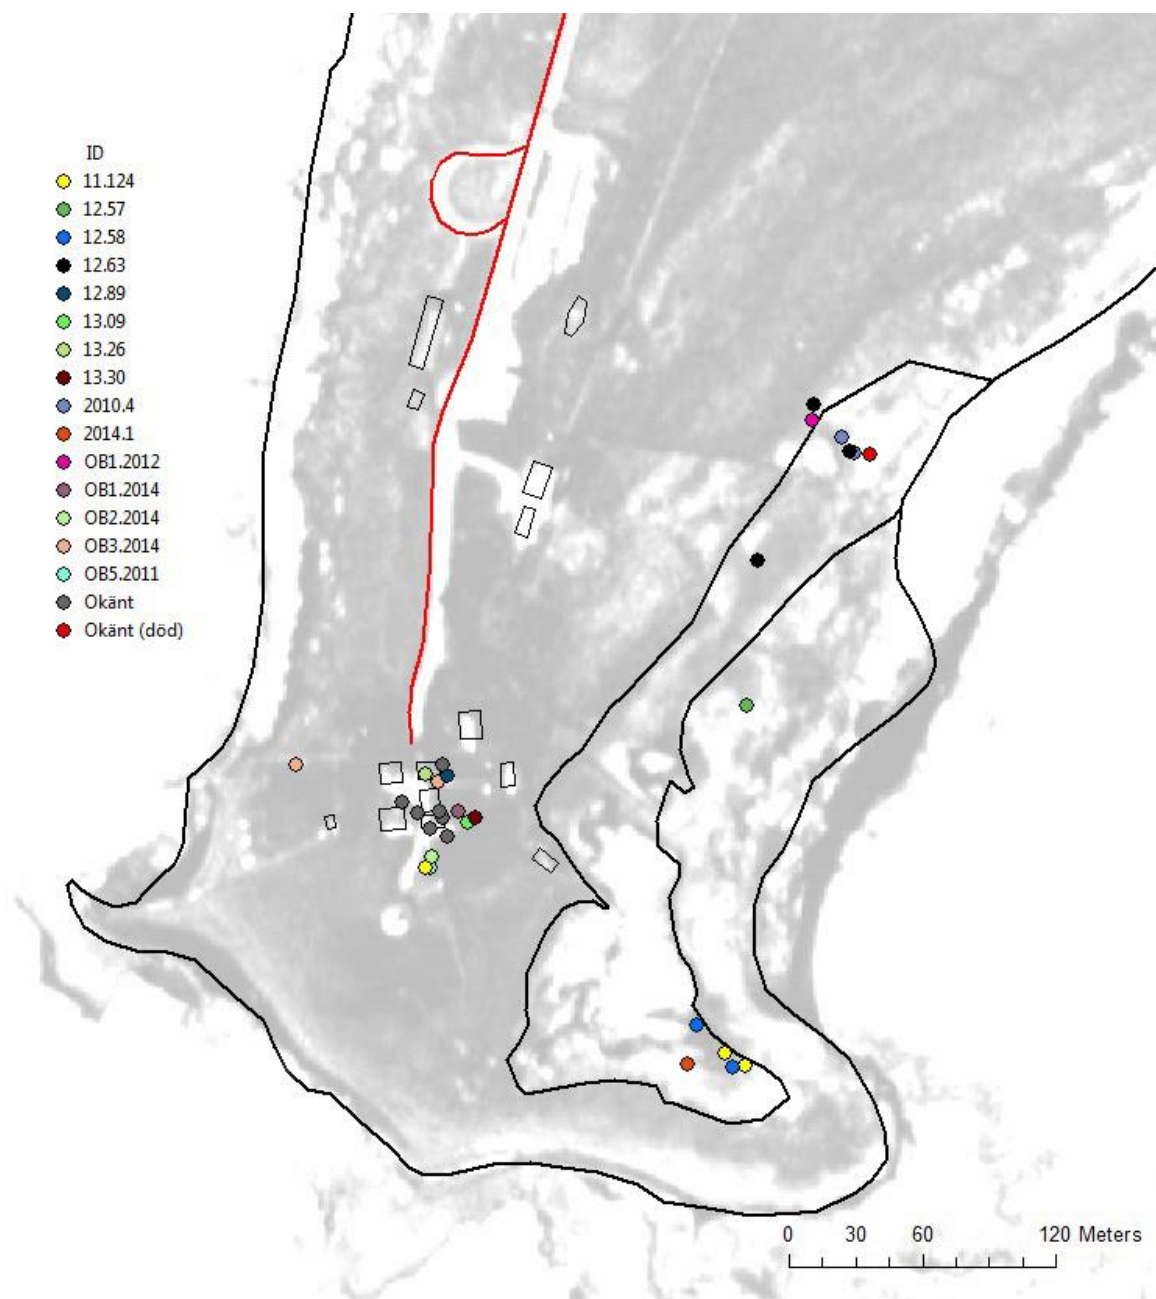 ID
11.124
12.57
12.58
12.63
12.89
13.09
13.26
13.30
2010.4
2014.1
OB1.2012
OB1.2014
OB2.2014
OB3.2014
OB5.2011
Okänt
Okänt (död)
0 30 60 120 Meters